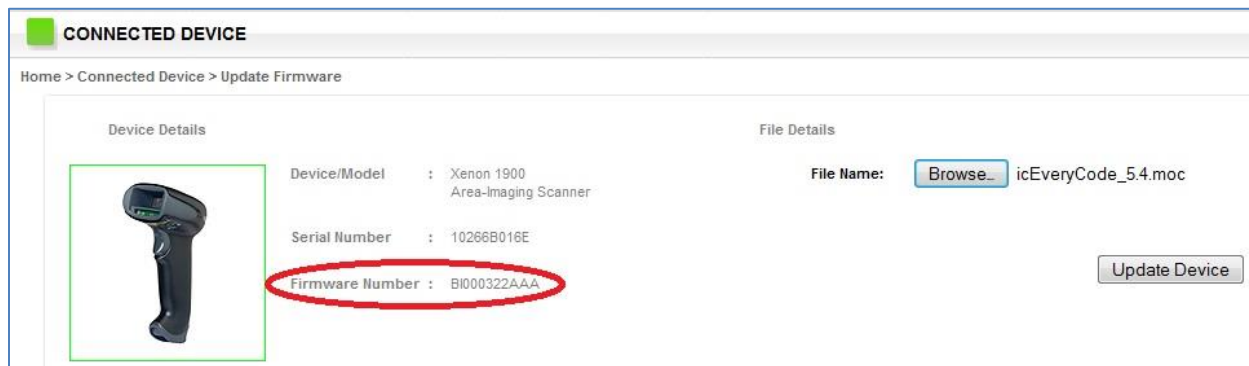 CONNECTED DEVICE
Home > Connected Device > Update Firmware
Device Details
Device/Model : Xenon 1900
Area-Imaging Scanner
Serial Number : 10266B016E
Firmware Number : BI000322AAA
File Details
File Name: Browse.. icEveryCode_5.4.moc
Update Device